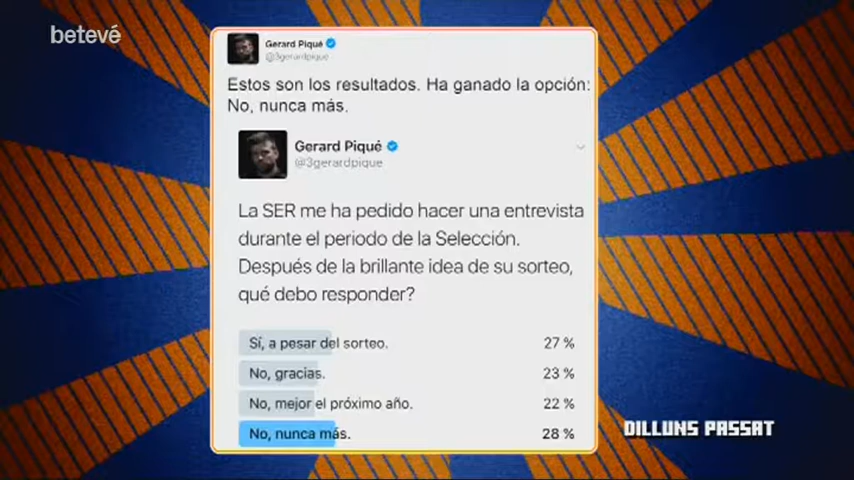 betevé
Gerard Piqué
@3gerardpique
Estos son los resultados. Ha ganado la opción:
No, nunca más.
Gerard Piqué
@3gerardpique
La SER me ha pedido hacer una entrevista
durante el periodo de la Selección.
Después de la brillante idea de su sorteo,
qué debo responder?
Sí, a pesar del sorteo. 27 %
No, gracias. 23 %
No, mejor el próximo año. 22 %
No, nunca más. 28 %
DILLUNS PASSAT